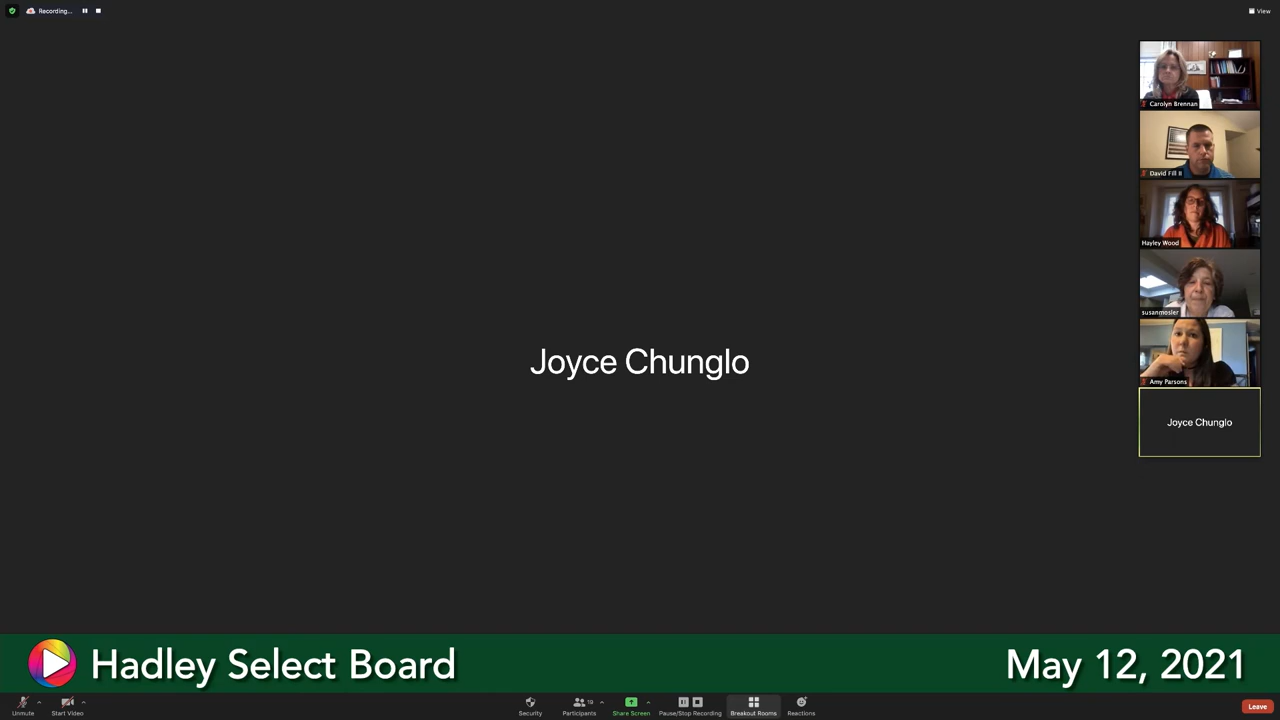 Recording...
View
Carolyn Brennan
David Fill II
Hayley Wood
susanmosler
Amy Parsons
Joyce Chunglo
Joyce Chunglo
Hadley Select Board
May 12, 2021
Unmute
Start Video
Security
Participants
19
Share Screen
Pause/Stop Recording
Breakout Rooms
Reactions
Leave